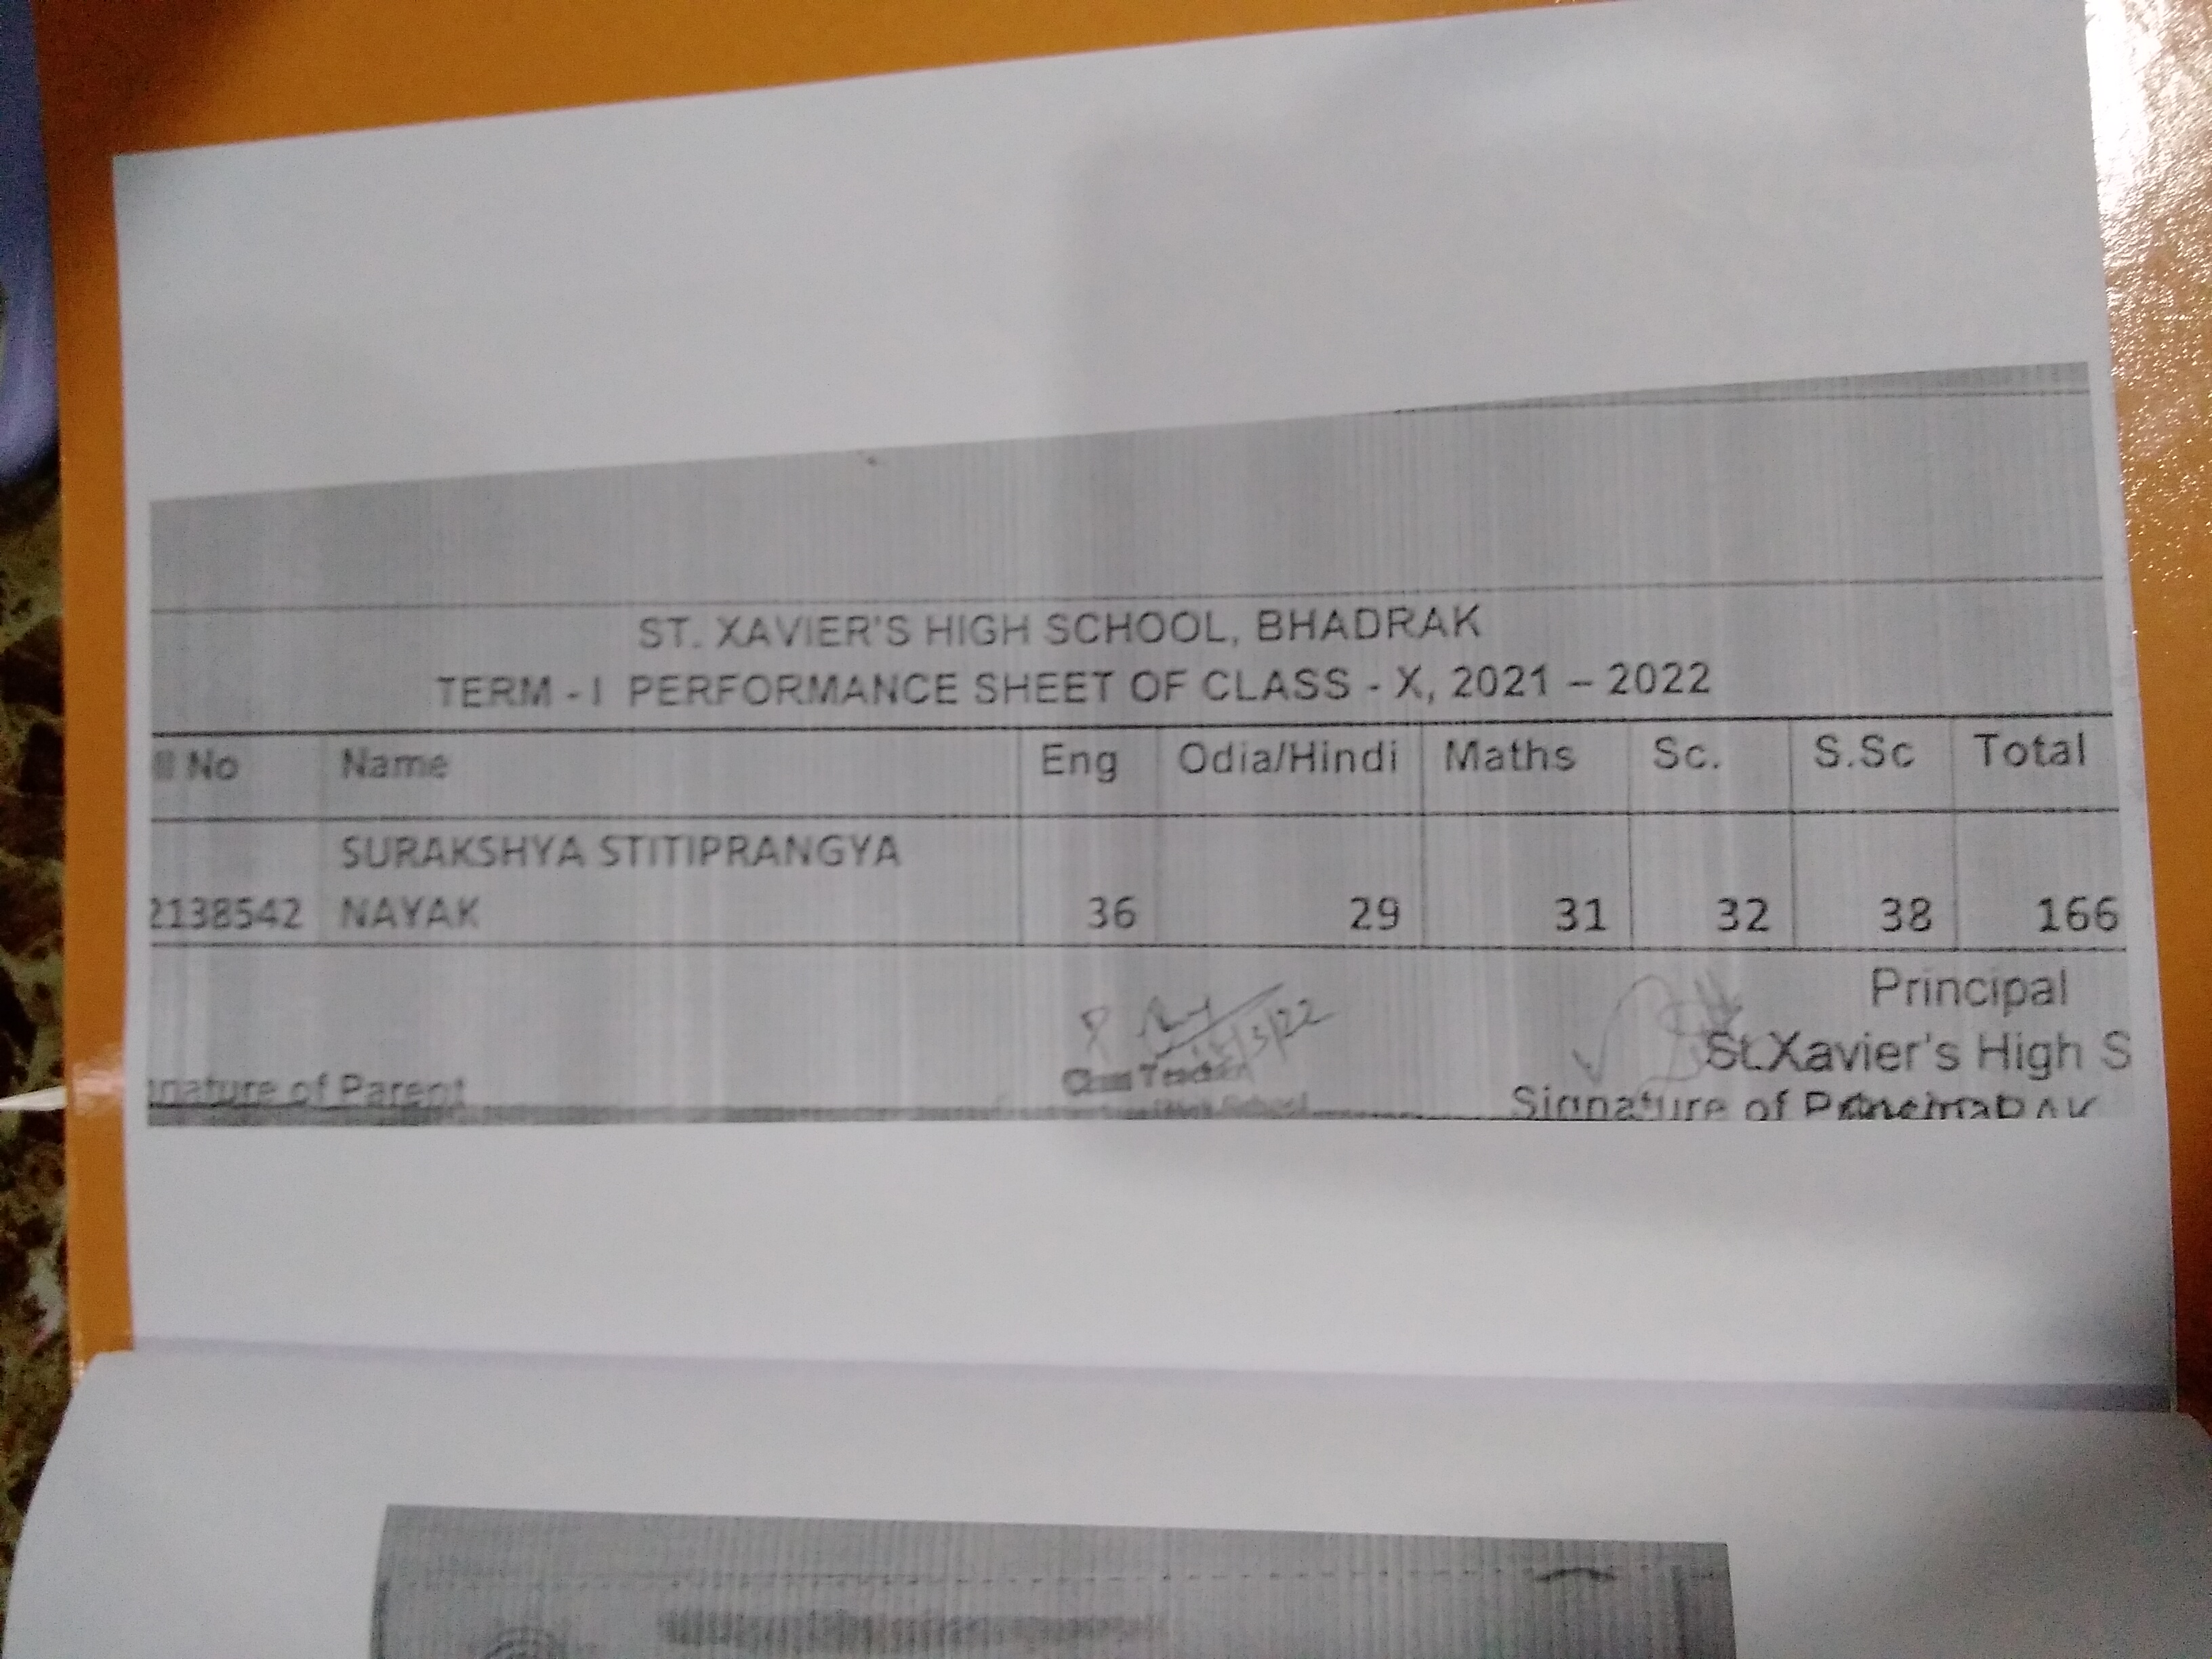 ST. XAVIER'S HIGH SCHOOL, BHADRAK
TERM - I PERFORMANCE SHEET OF CLASS - X, 2021 – 2022
ll No Name Eng Odia/Hindi Maths Sc. S.Sc Total
SURAKSHYA STITIPRANGYA
2138542 NAYAK 36 29 31 32 38 166
Principal
St.Xavier's High S
nature of Parent
Class Teacher
Signature of